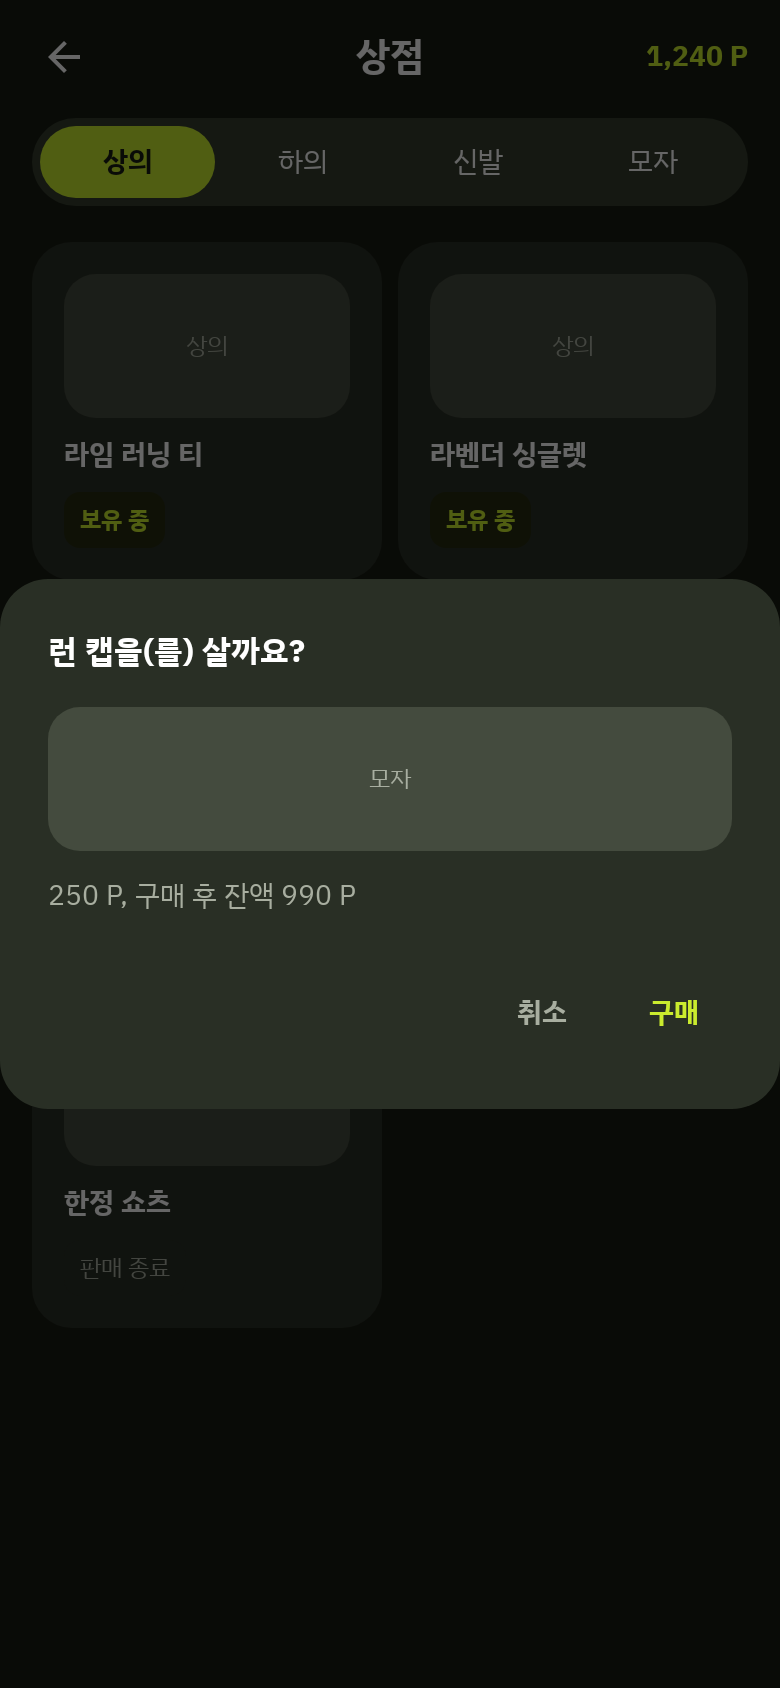 상점
1,240 P
상의
하의
신발
모자
상의
상의
라임 러닝 티
라벤더 싱글렛
보유 중
보유 중
런 캡을(를) 살까요?
모자
250 P, 구매 후 잔액 990 P
취소
구매
한정 쇼츠
판매 종료